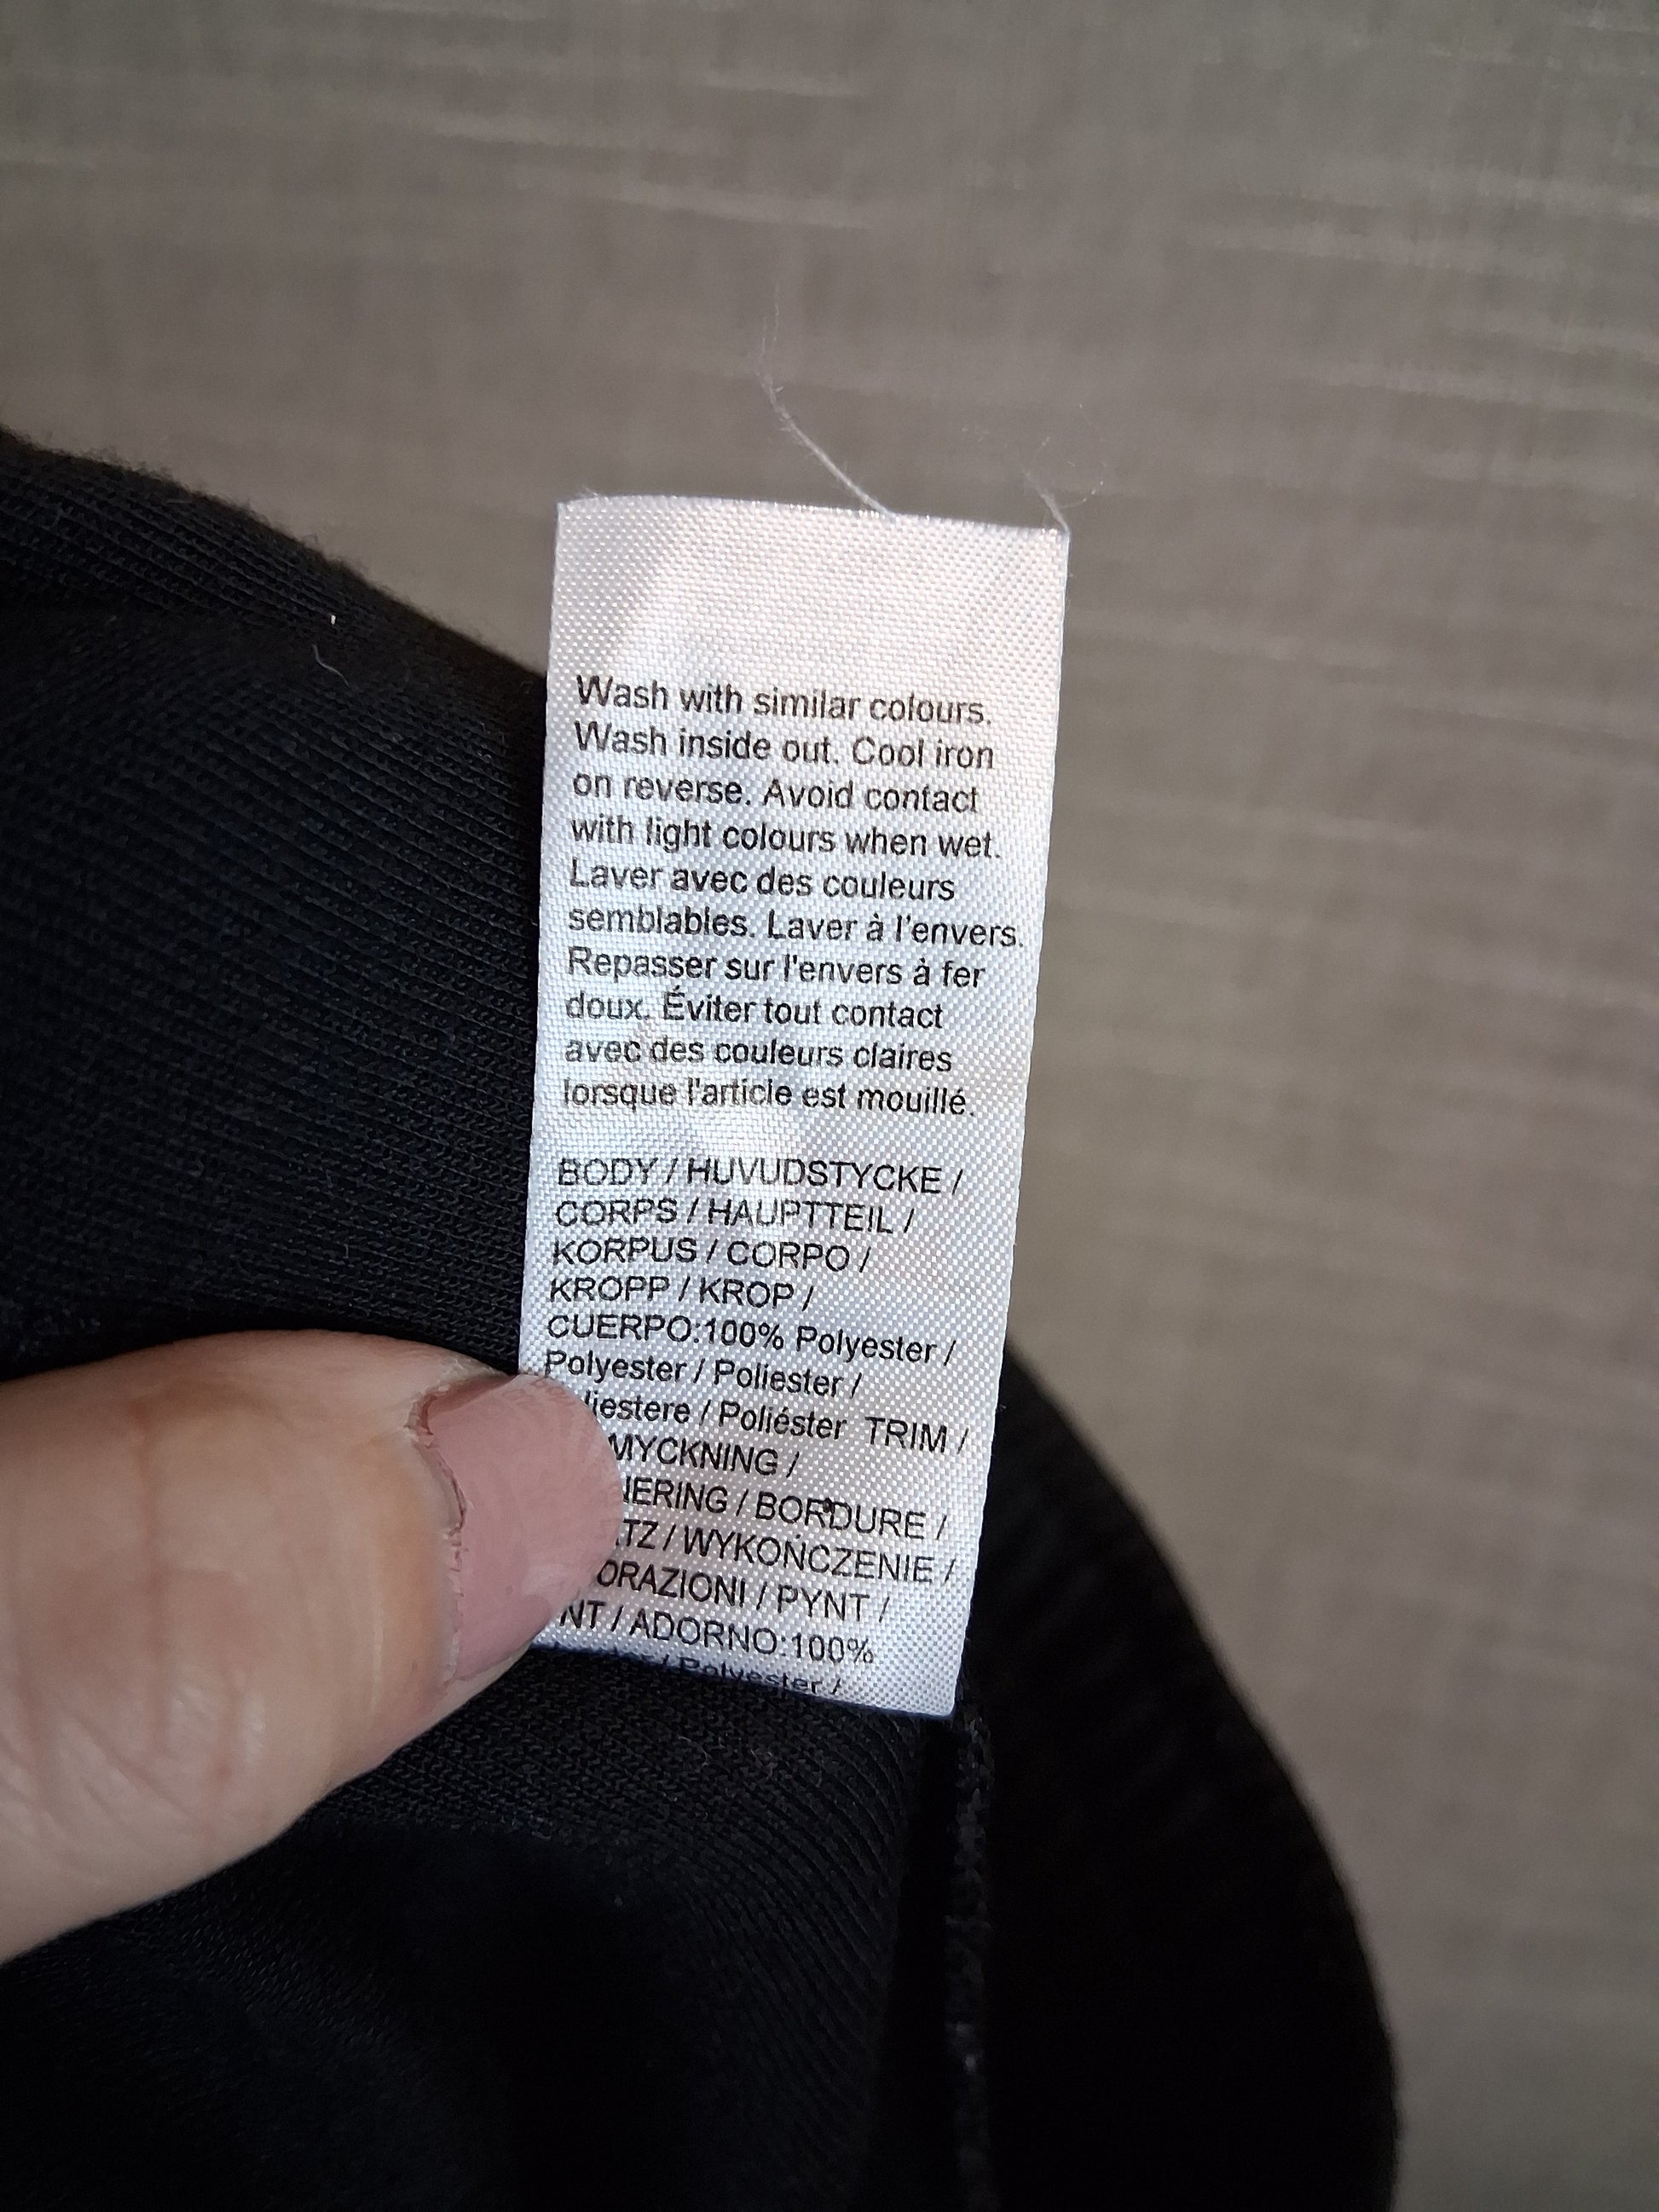 Wash with similar colours.
Wash inside out. Cool iron
on reverse. Avoid contact
with light colours when wet.
Laver avec des couleurs
semblables. Laver à l'envers.
Repasser sur l'envers à fer
doux. Éviter tout contact
avec des couleurs claires
lorsque l'article est mouillé.
BODY / HUVUDSTYCKE /
CORPS / HAUPTTEIL /
KORPUS / CORPO /
KROPP / KROP /
CUERPO:100% Polyester /
Polyester / Poliester /
/ Poliéster TRIM /
/
/ BORDURE /
/ WYKOŃCZENIE /
/ PYNT /
/ ADORNO:100%
/ Polyester /